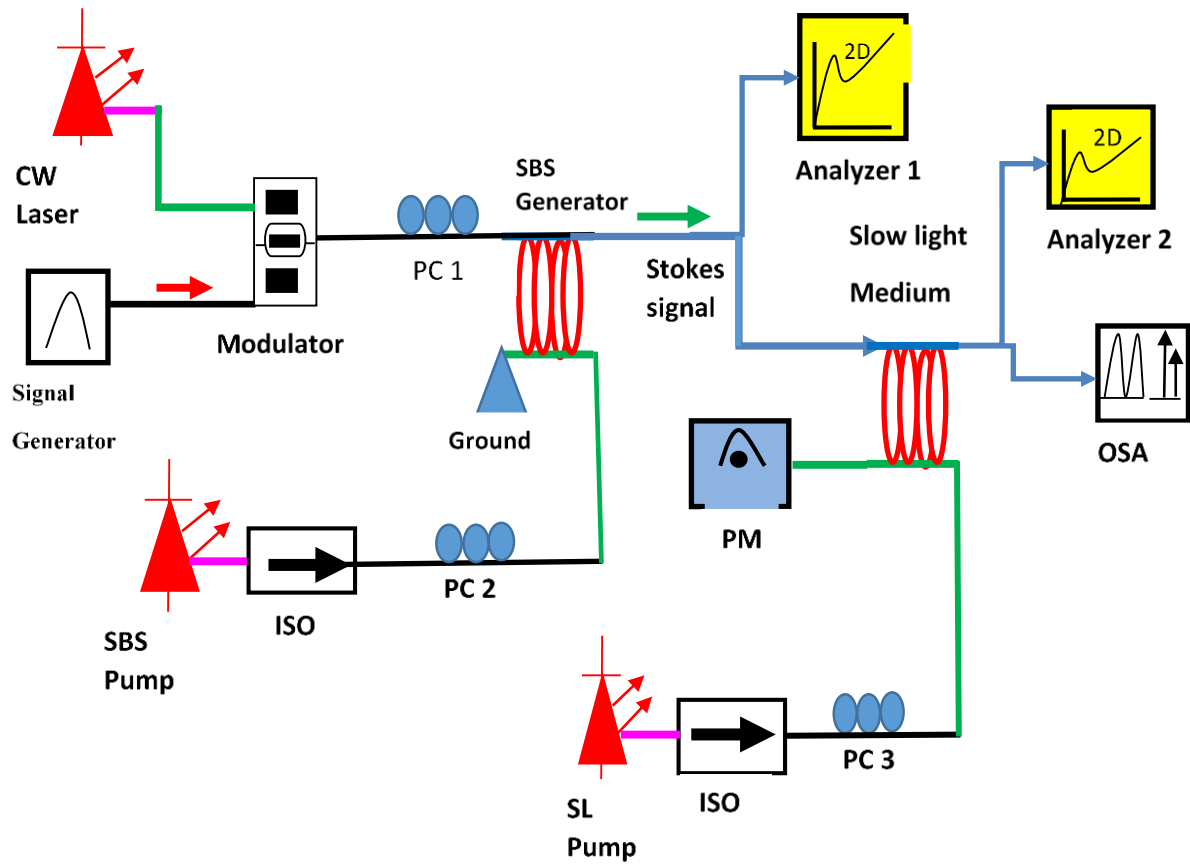 2D
Analyzer 1
2D
Analyzer 2
CW
Laser
SBS
Generator
PC 1
Stokes
signal
Slow light
Medium
Modulator
Signal
Generator
Ground
OSA
PM
PC 2
ISO
SBS
Pump
PC 3
ISO
SL
Pump